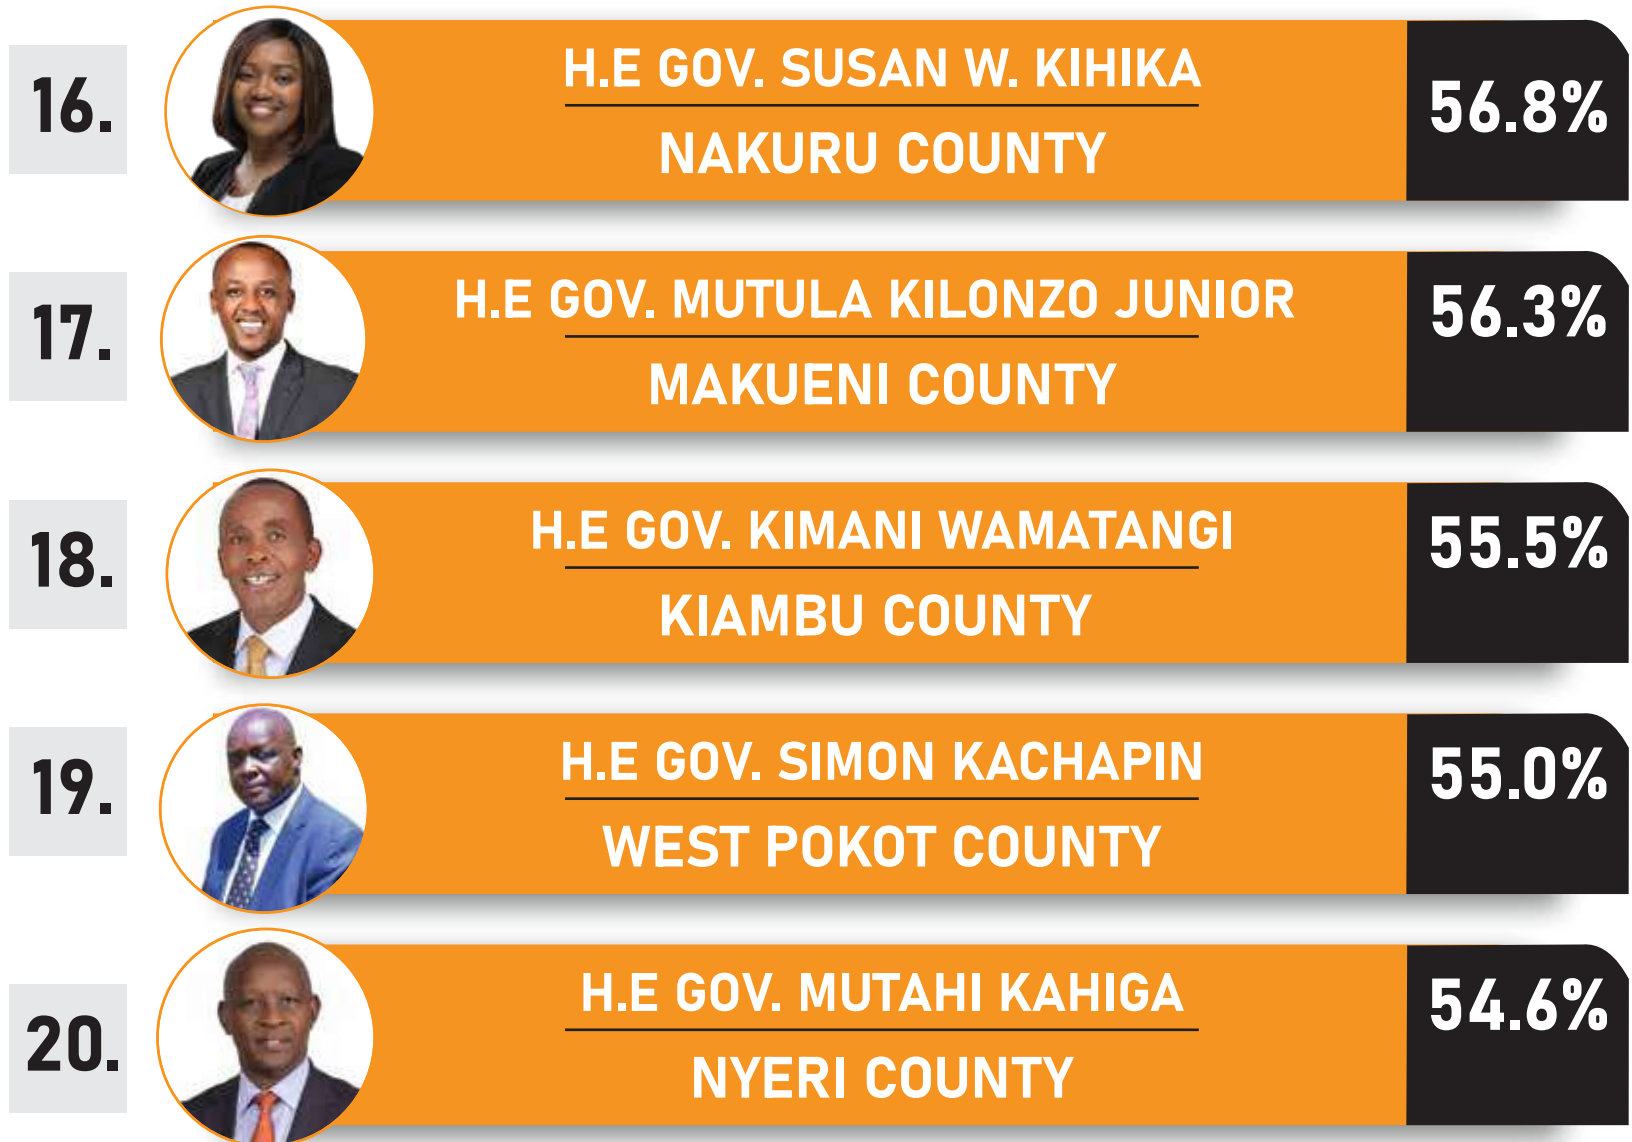 16.
H.E GOV. SUSAN W. KIHIKA
NAKURU COUNTY
56.8%
17.
H.E GOV. MUTULA KILONZO JUNIOR
MAKUENI COUNTY
56.3%
18.
H.E GOV. KIMANI WAMATANGI
KIAMBU COUNTY
55.5%
19.
H.E GOV. SIMON KACHAPIN
WEST POKOT COUNTY
55.0%
20.
H.E GOV. MUTAHI KAHIGA
NYERI COUNTY
54.6%